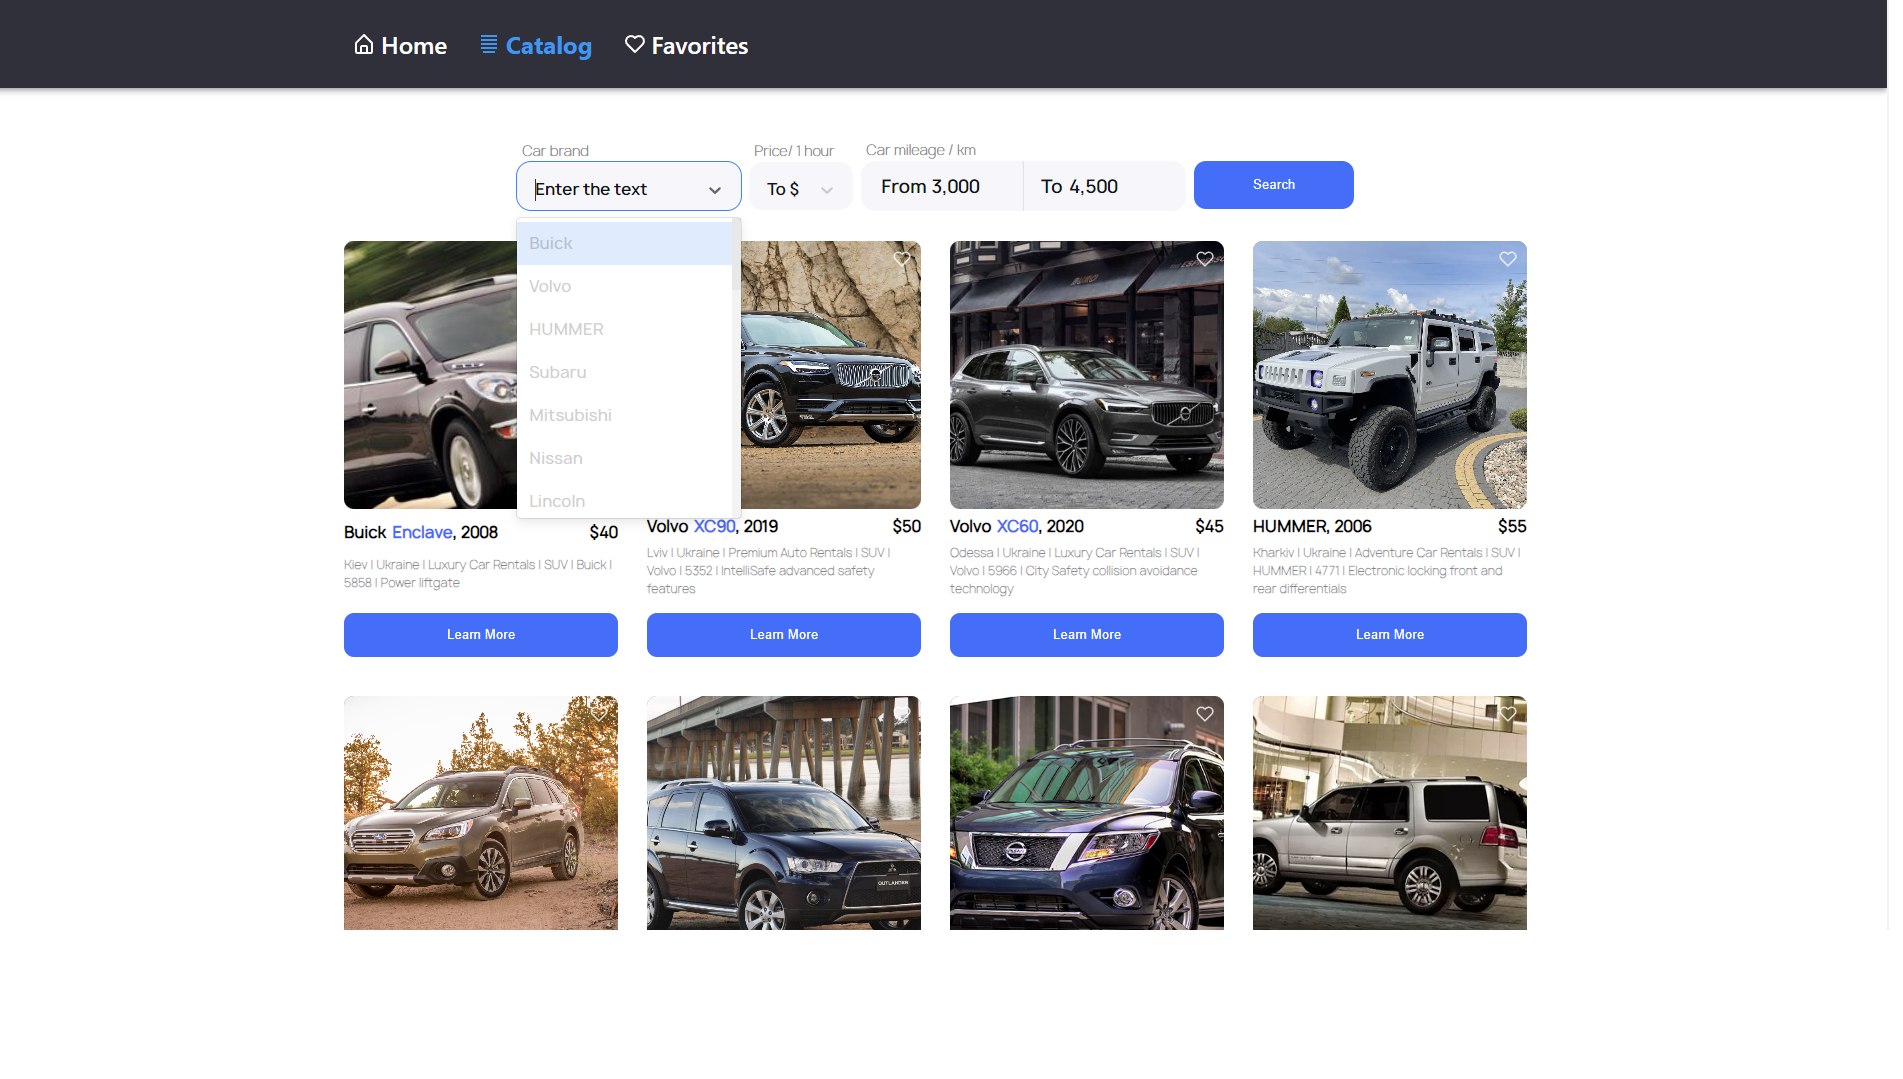 Home
Catalog
Favorites
Car brand
Price/ 1 hour
Car mileage / km
Enter the text
To $
From 3,000
To 4,500
Search
Buick
Volvo
HUMMER
Subaru
Mitsubishi
Nissan
Lincoln
Buick Enclave, 2008
$40
Kiev | Ukraine | Luxury Car Rentals | SUV | Buick |
5858 | Power liftgate
Learn More
Volvo XC90, 2019
$50
Lviv | Ukraine | Premium Auto Rentals | SUV |
Volvo | 5352 | IntelliSafe advanced safety
features
Learn More
Volvo XC60, 2020
$45
Odessa | Ukraine | Luxury Car Rentals | SUV |
Volvo | 5966 | City Safety collision avoidance
technology
Learn More
HUMMER, 2006
$55
Kharkiv | Ukraine | Adventure Car Rentals | SUV |
HUMMER | 4771 | Electronic locking front and
rear differentials
Learn More
OUTLANDER